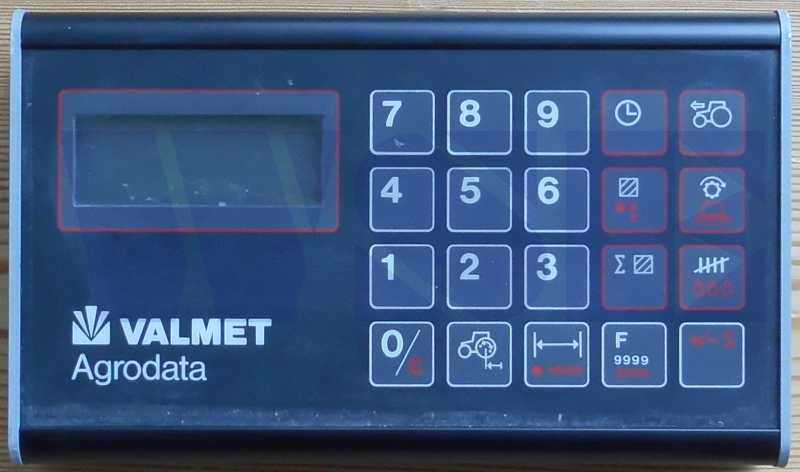 7 8 9
4 5 6
1 2 3 Σ
0/C F
9999
+/- %
VALMET
Agrodata